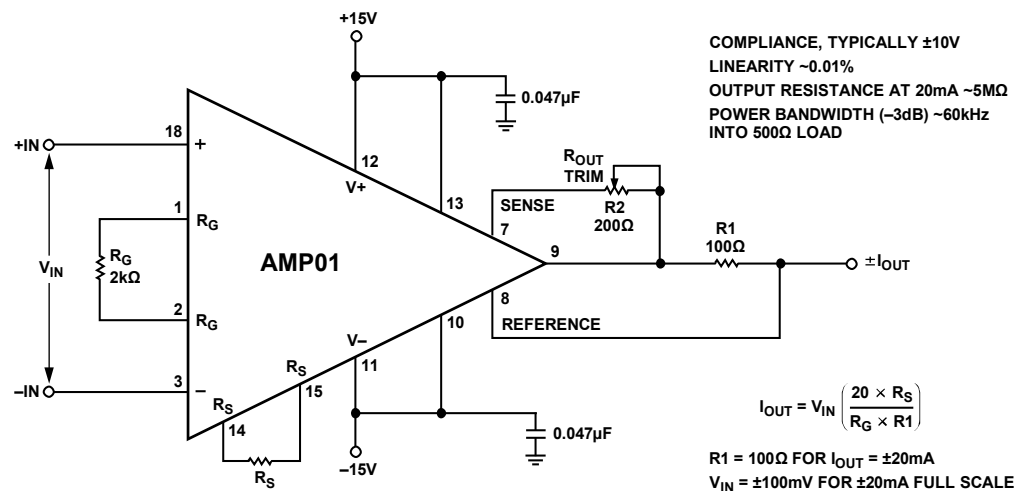 +15V
COMPLIANCE, TYPICALLY ±10V
LINEARITY ~0.01%
OUTPUT RESISTANCE AT 20mA ~5MΩ
POWER BANDWIDTH (–3dB) ~60kHz
INTO 500Ω LOAD
0.047µF
+IN
18
+
12
V+
13
R_OUT
TRIM
SENSE
7
R2
200Ω
R1
100Ω
1
R_G
R_G
2kΩ
V_IN
AMP01
9
±I_OUT
8
REFERENCE
2
R_G
10
V–
11
–IN
3
–
R_S
15
R_S
14
R_S
0.047µF
–15V
I_OUT = V_IN (20 × R_S / R_G × R1)
R1 = 100Ω FOR I_OUT = ±20mA
V_IN = ±100mV FOR ±20mA FULL SCALE